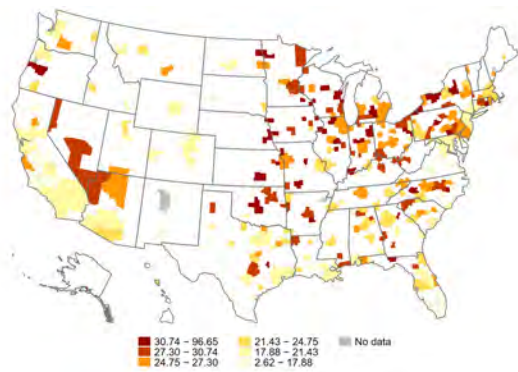 30.74 – 96.65 21.43 – 24.75 No data
27.30 – 30.74 17.88 – 21.43
24.75 – 27.30 2.62 – 17.88